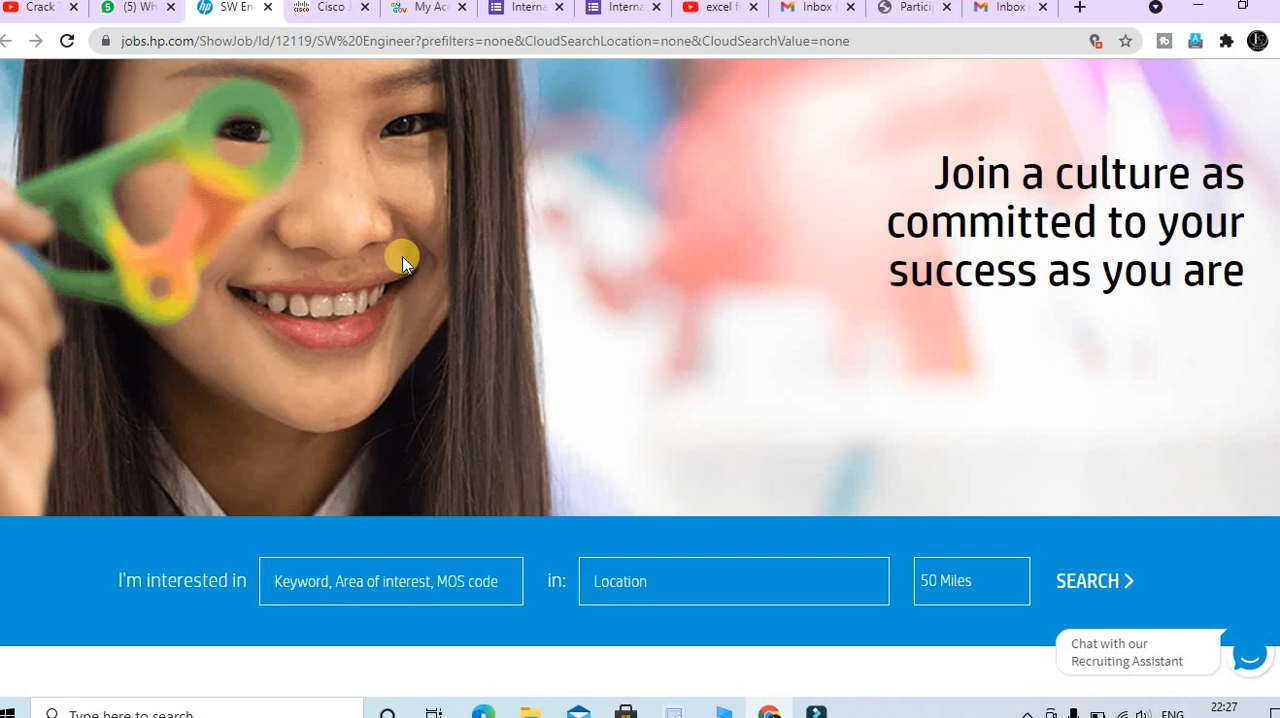 Crack
(5) Wh
SW En
Cisco J
My Ac
Interna
Interna
Excel f
Inbox
Partic
Inbox
jobs.hp.com/ShowJob/Id/12119/SW%20Engineer?prefilters=none&CloudSearchLocation=none&CloudSearchValue=none
Join a culture as
committed to your
success as you are
I'm interested in
Keyword, Area of interest, MOS code
in:
Location
50 Miles
SEARCH
Chat with our
Recruiting Assistant
Type here to search
ENG
22:27